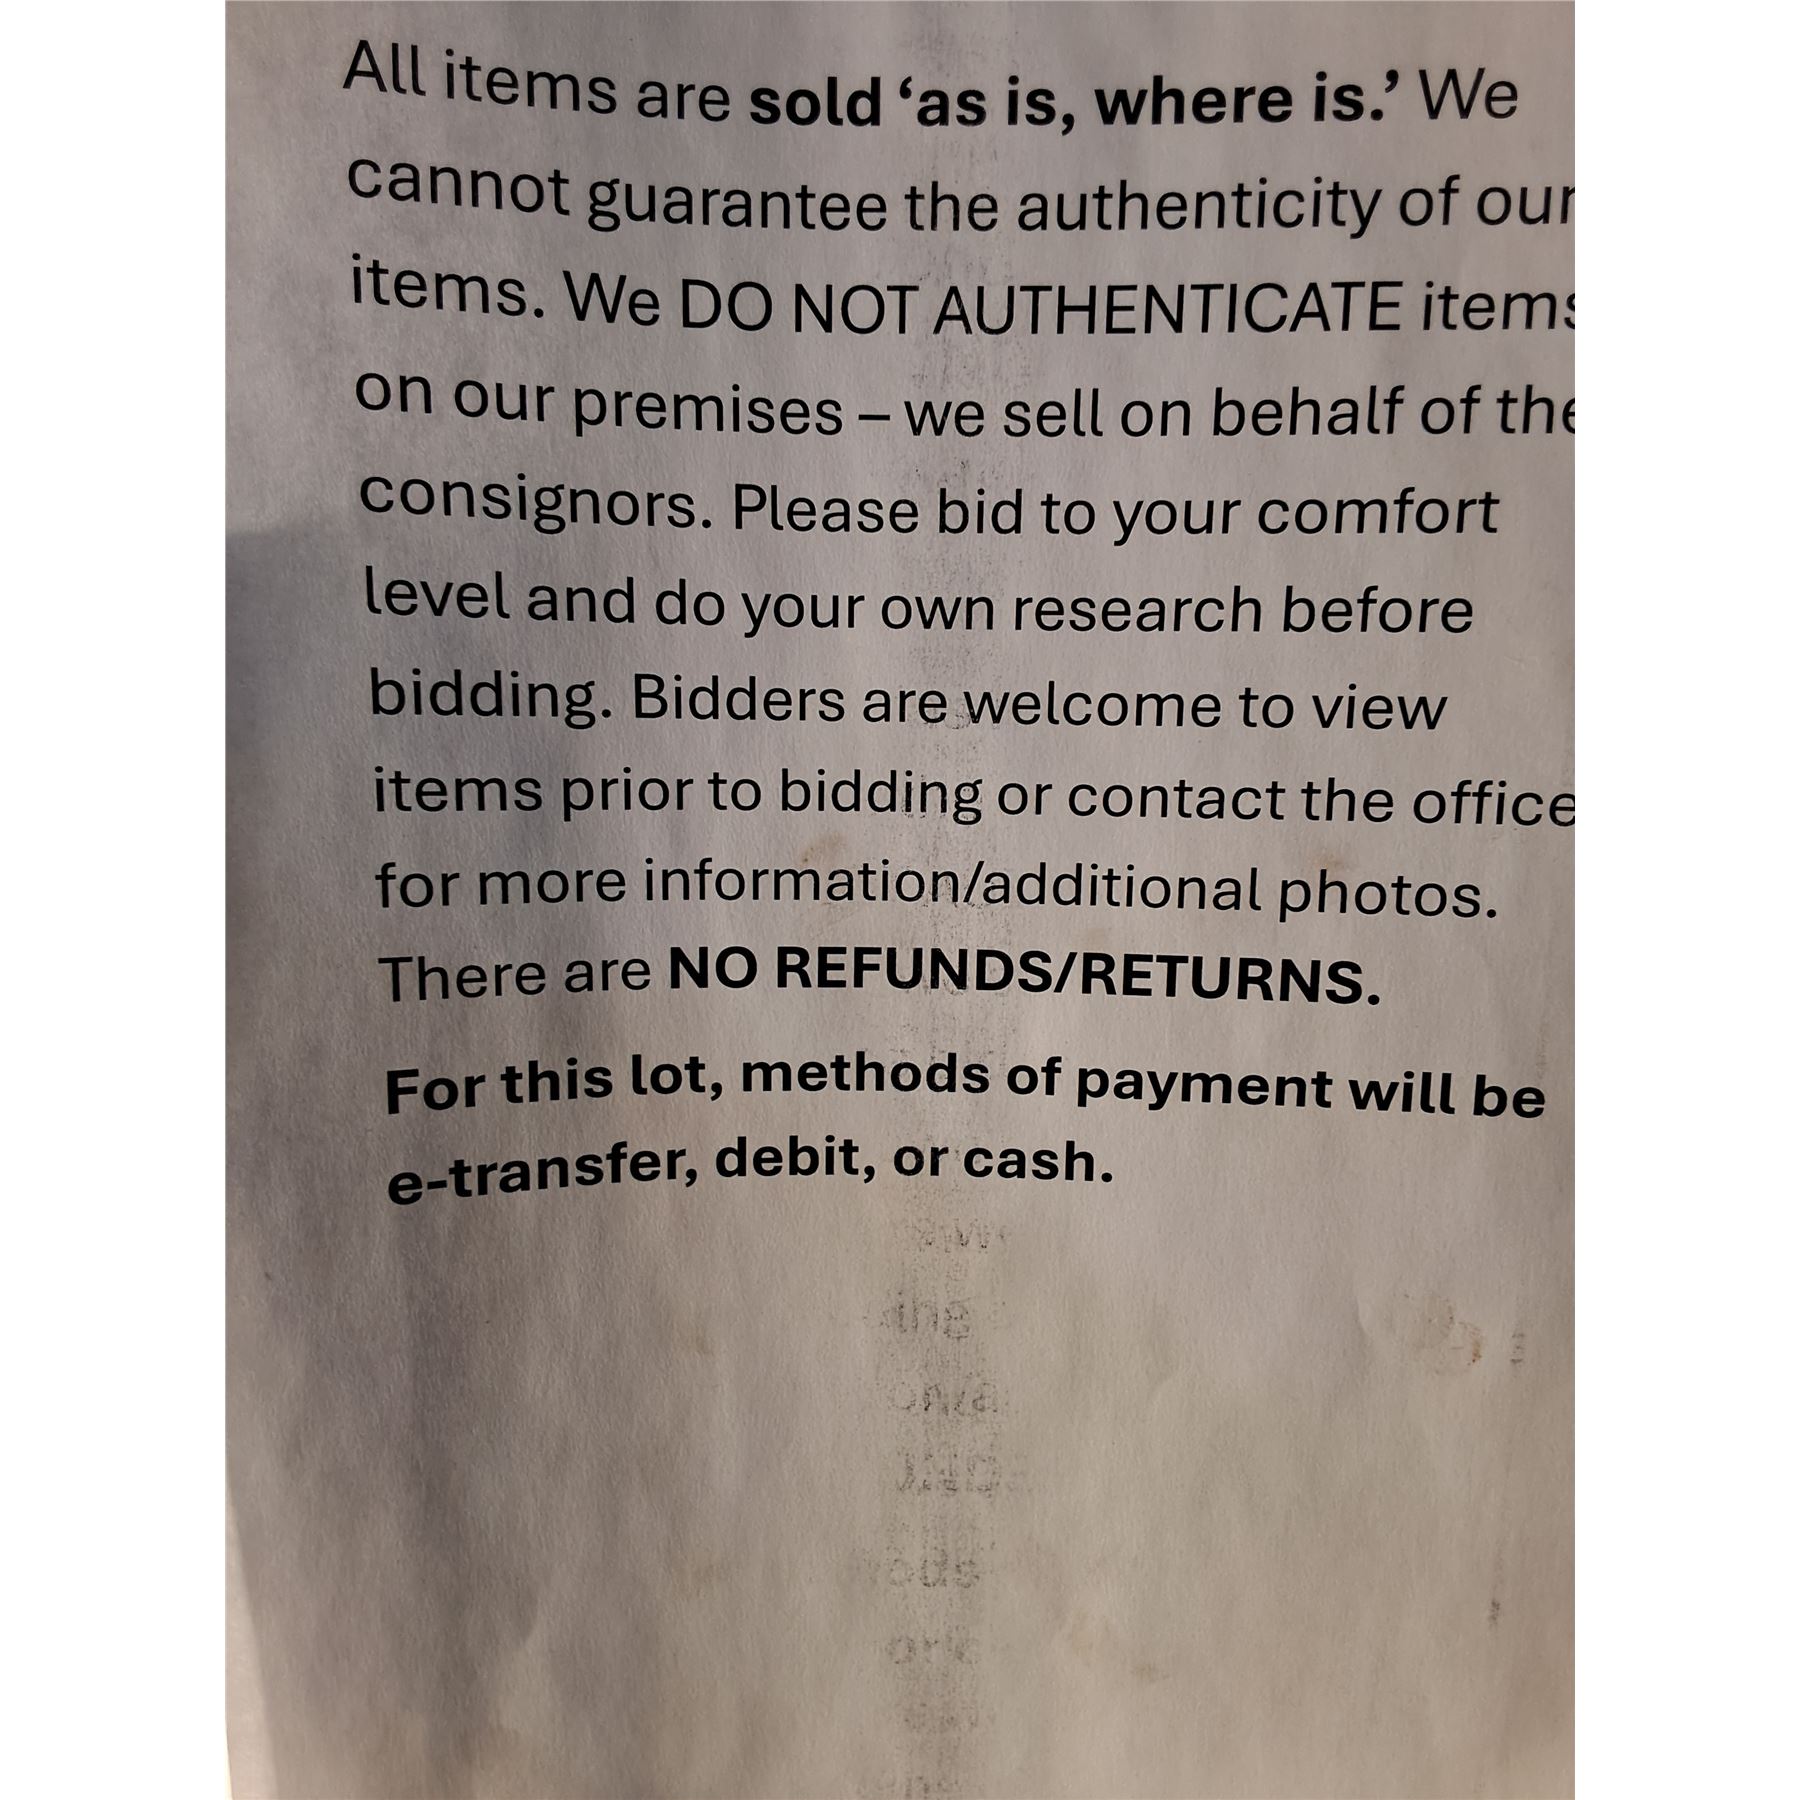 All items are sold ‘as is, where is.’ We
cannot guarantee the authenticity of our
items. We DO NOT AUTHENTICATE items
on our premises – we sell on behalf of the
consignors. Please bid to your comfort
level and do your own research before
bidding. Bidders are welcome to view
items prior to bidding or contact the office
for more information/additional photos.
There are NO REFUNDS/RETURNS.
For this lot, methods of payment will be
e-transfer, debit, or cash.